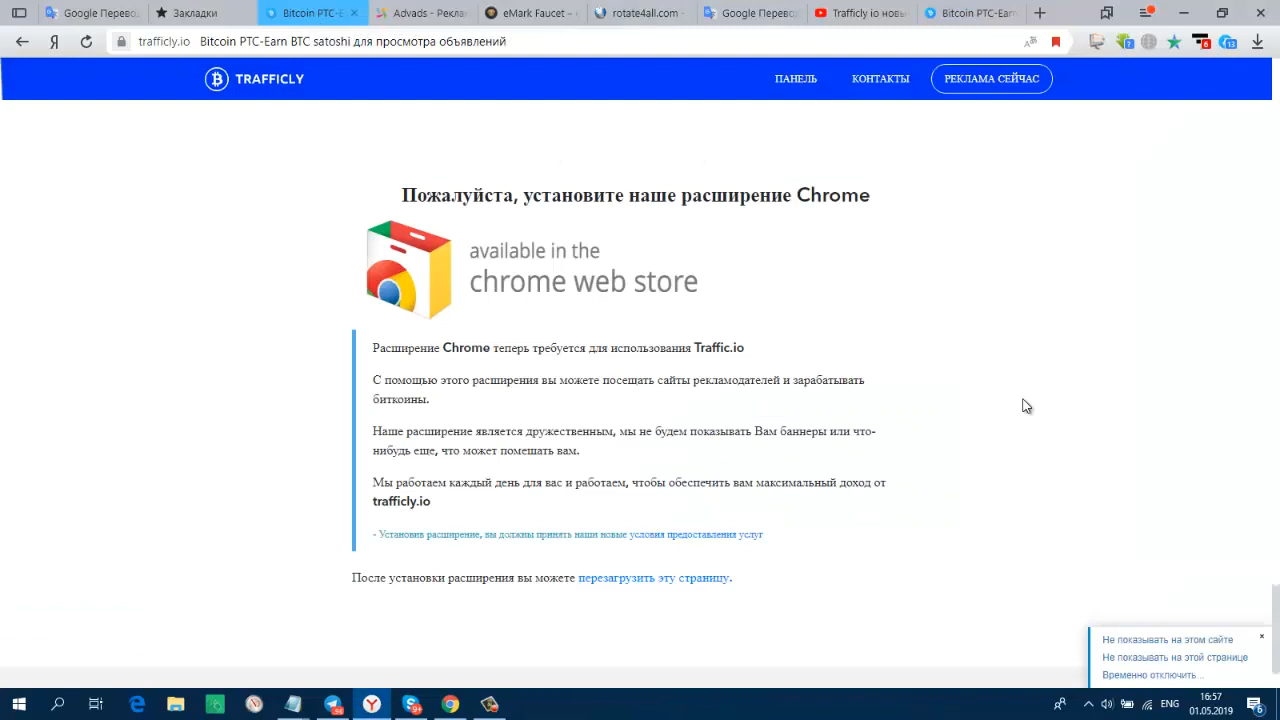 Google Перевод
Закладки
Bitcoin PTC-E
Advads - Реклам
eMark Faucet –
rotate4all.com
Google Перево
Trafficly io новы
Bitcoin PTC-Earn
Я
trafficly.io Bitcoin PTC-Earn BTC satoshi для просмотра объявлений
7
6
13
TRAFFICLY
ПАНЕЛЬ
КОНТАКТЫ
РЕКЛАМА СЕЙЧАС
Пожалуйста, установите наше расширение Chrome
available in the
chrome web store
Расширение Chrome теперь требуется для использования Traffic.io
С помощью этого расширения вы можете посещать сайты рекламодателей и зарабатывать
биткоины.
Наше расширение является дружественным, мы не будем показывать Вам баннеры или что-
нибудь еще, что может помешать вам.
Мы работаем каждый день для вас и работаем, чтобы обеспечить вам максимальный доход от
trafficly.io
- Установив расширение, вы должны принять наши новые условия предоставления услуг
После установки расширения вы можете перезагрузить эту страницу.
Не показывать на этом сайте
Не показывать на этой странице
Временно отключить...
ENG
16:57
01.05.2019
6